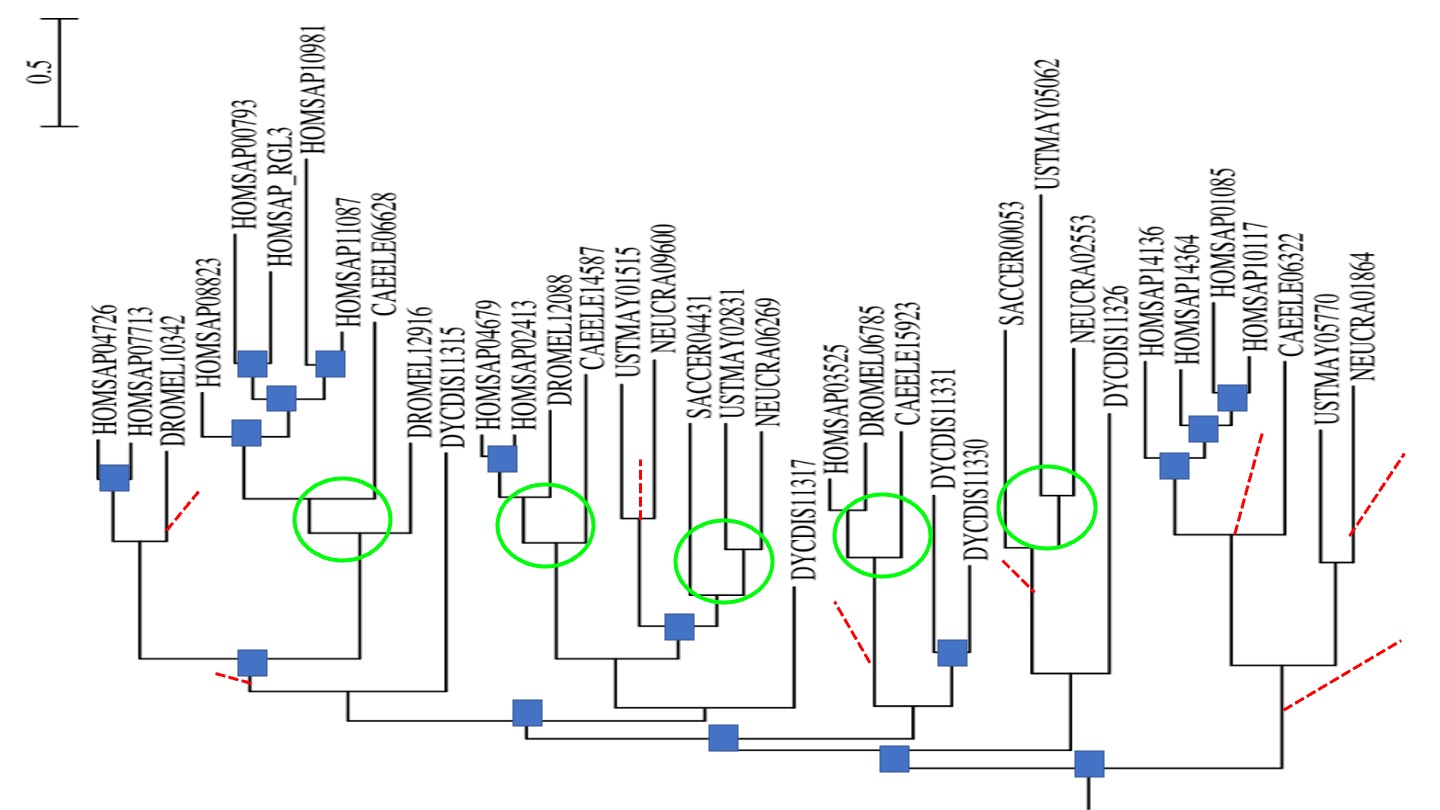 0.5
HOMSAP04726
HOMSAP07713
DROMEL10342
HOMSAP08823
HOMSAP00793
HOMSAP_RGL3
HOMSAP10981
HOMSAP11087
CAEELE06628
DROMEL12916
DYCDIS11315
HOMSAP04679
HOMSAP02413
DROMEL12088
CAEELE14587
USTMAY01515
NEUCRA09600
SACCER04431
USTMAY02831
NEUCRA06269
DYCDIS11317
HOMSAP03525
DROMEL06785
CAEELE15923
DYCDIS11331
DYCDIS11330
SACCER00053
USTMAY05062
NEUCRA02553
DYCDIS11326
HOMSAP14136
HOMSAP14364
HOMSAP01085
HOMSAP10117
CAEELE06322
USTMAY05770
NEUCRA01864